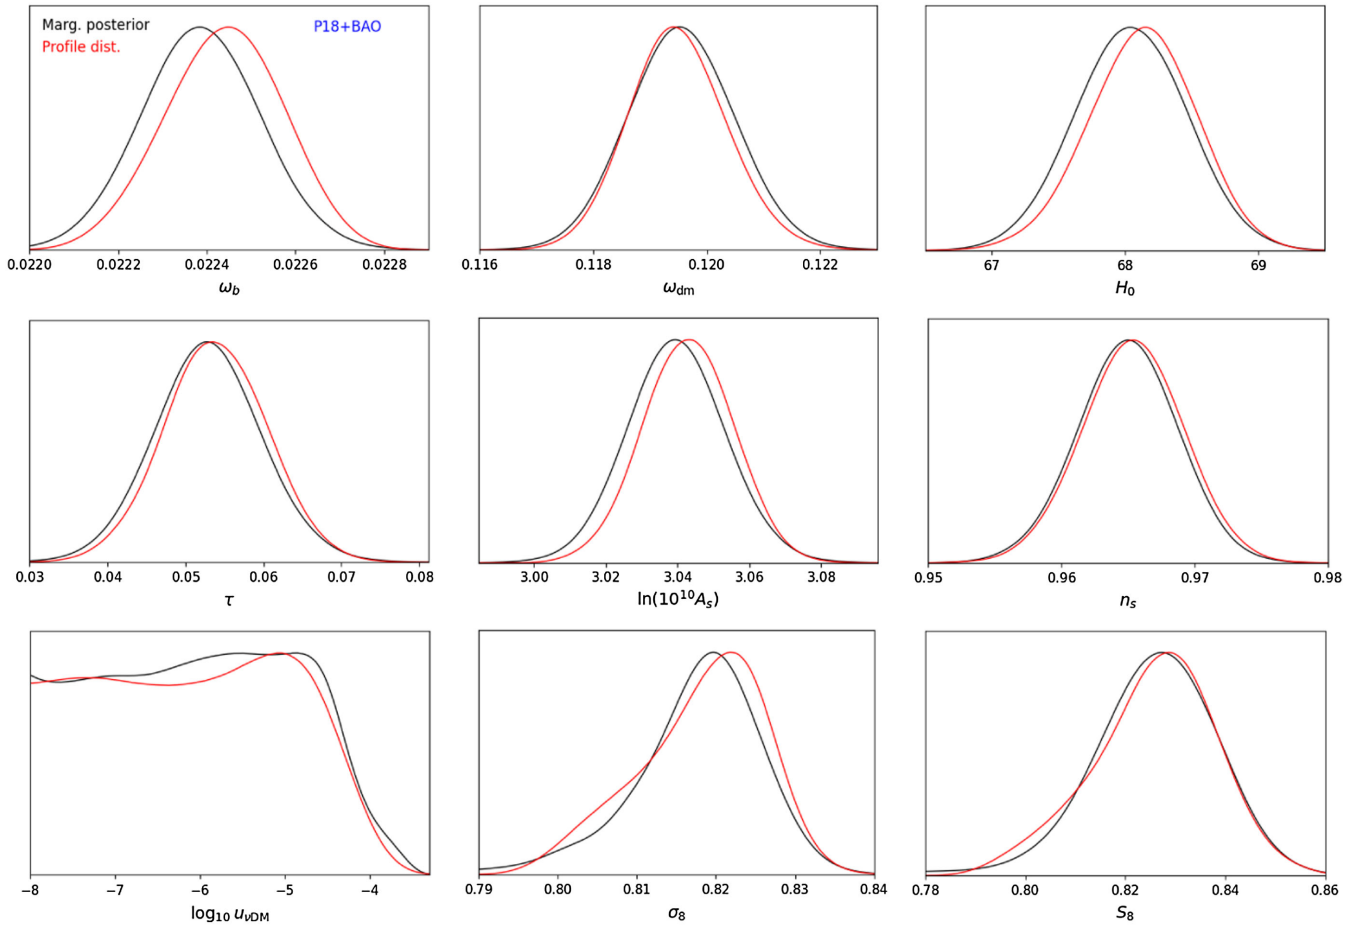 Marg. posterior
Profile dist.
P18+BAO
0.0220 0.0222 0.0224 0.0226 0.0228
ω_b
0.116 0.118 0.120 0.122
ω_dm
67 68 69
H_0
0.03 0.04 0.05 0.06 0.07 0.08
τ
3.00 3.02 3.04 3.06 3.08
ln(10^10 A_s)
0.95 0.96 0.97 0.98
n_s
−8 −7 −6 −5 −4
log_10 u_νDM
0.79 0.80 0.81 0.82 0.83 0.84
σ_8
0.78 0.80 0.82 0.84 0.86
S_8